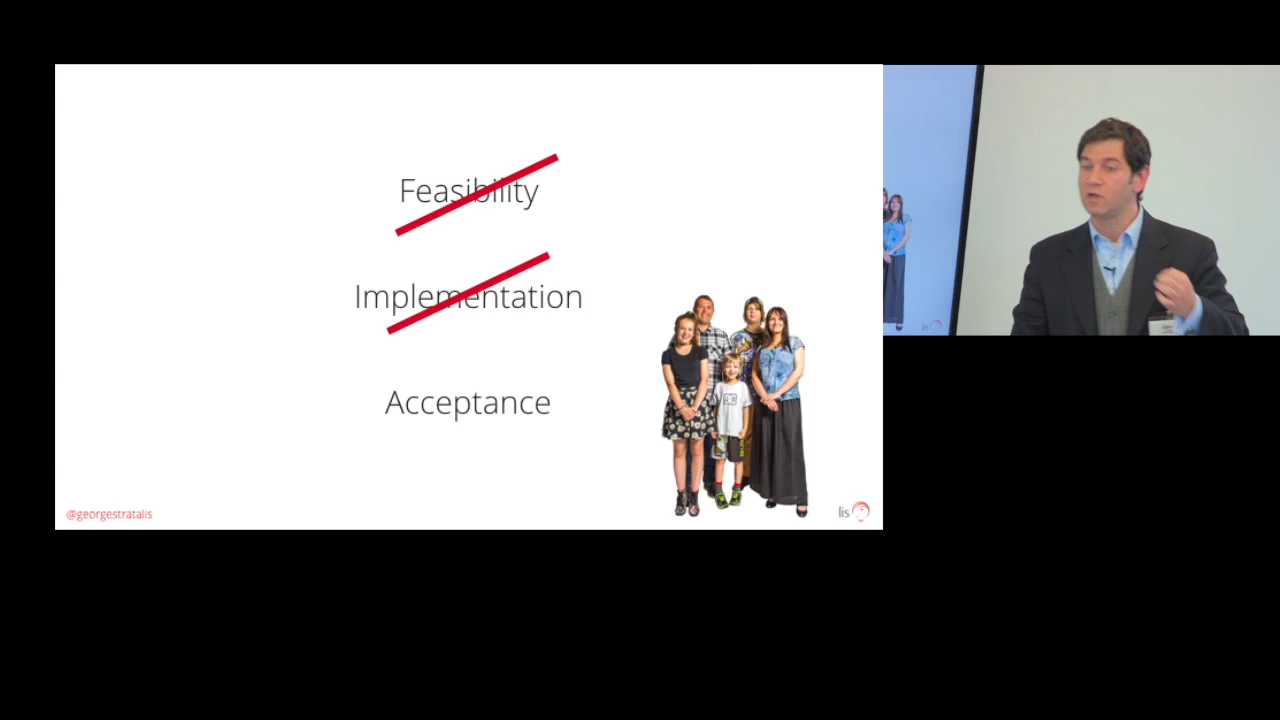 Feasibility
Implementation
Acceptance
@georgestratalis
lis